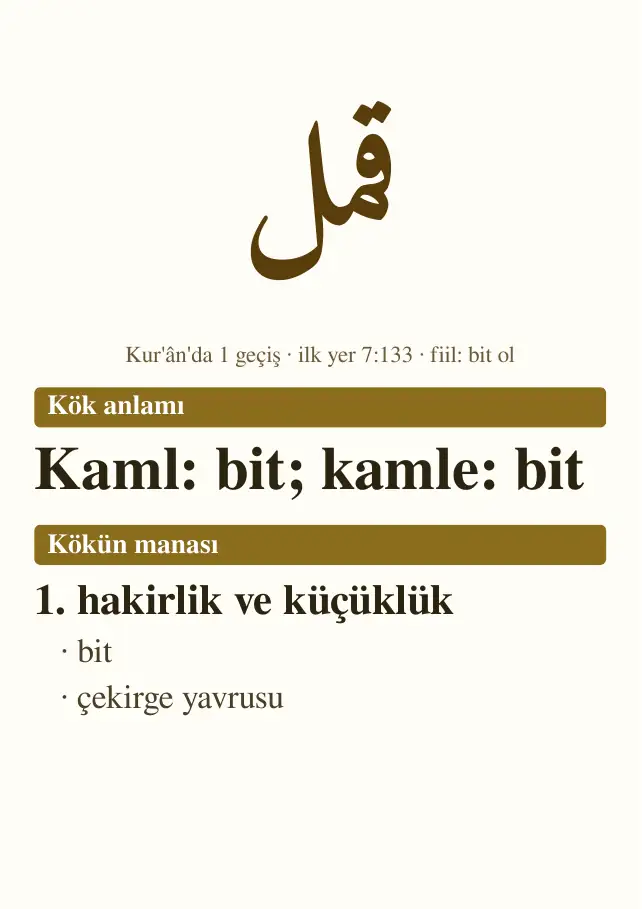 قمل
Kur'ân'da 1 geçiş · ilk yer 7:133 · fiil: bit ol
Kök anlamı
Kaml: bit; kamle: bit
Kökün manası
1. hakirlik ve küçüklük
· bit
· çekirge yavrusu